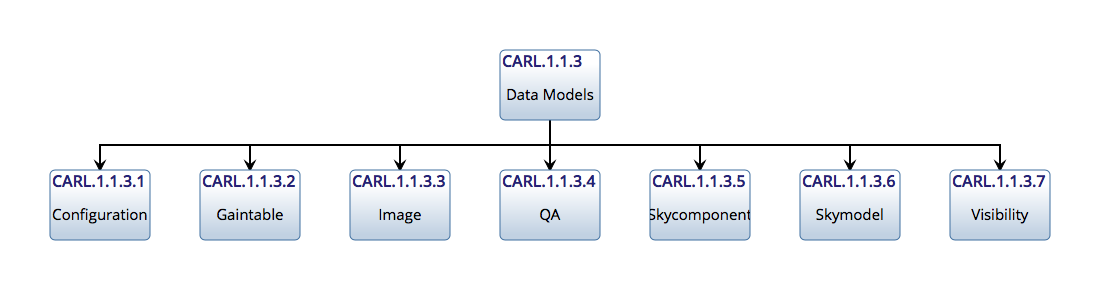 CARL.1.1.3
Data Models
CARL.1.1.3.1
Configuration
CARL.1.1.3.2
Gaintable
CARL.1.1.3.3
Image
CARL.1.1.3.4
QA
CARL.1.1.3.5
Skycomponent
CARL.1.1.3.6
Skymodel
CARL.1.1.3.7
Visibility